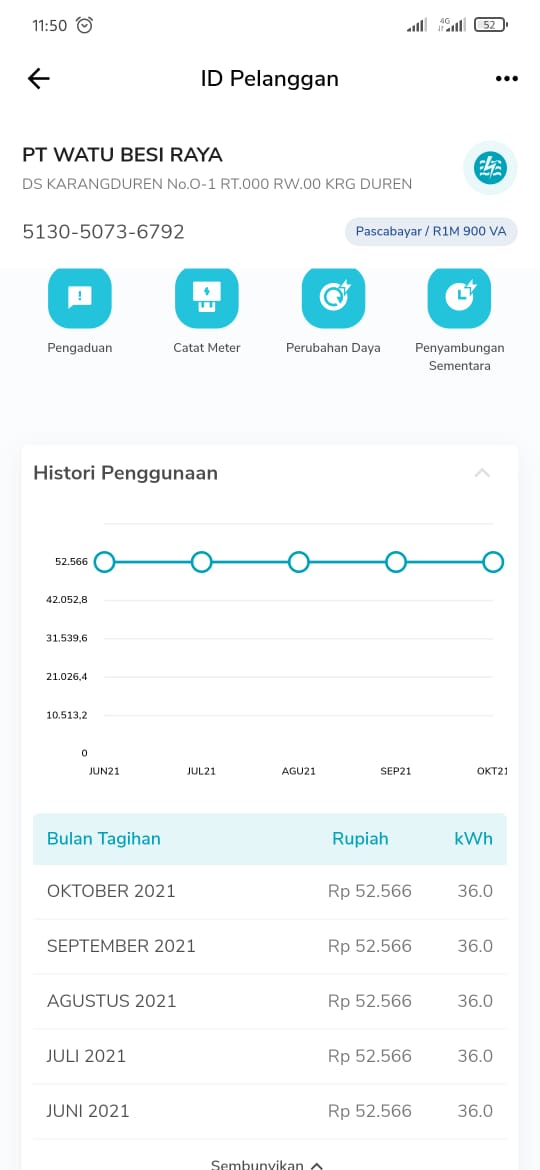 11:50
4G
52
ID Pelanggan
PT WATU BESI RAYA
DS KARANGDUREN No.O-1 RT.000 RW.00 KRG DUREN
5130-5073-6792
Pascabayar / R1M 900 VA
Pengaduan
Catat Meter
Perubahan Daya
Penyambungan
Sementara
Histori Penggunaan
52.566
42.052,8
31.539,6
21.026,4
10.513,2
0
JUN21 JUL21 AGU21 SEP21 OKT21
Bulan Tagihan Rupiah kWh
OKTOBER 2021 Rp 52.566 36.0
SEPTEMBER 2021 Rp 52.566 36.0
AGUSTUS 2021 Rp 52.566 36.0
JULI 2021 Rp 52.566 36.0
JUNI 2021 Rp 52.566 36.0
Sembunyikan